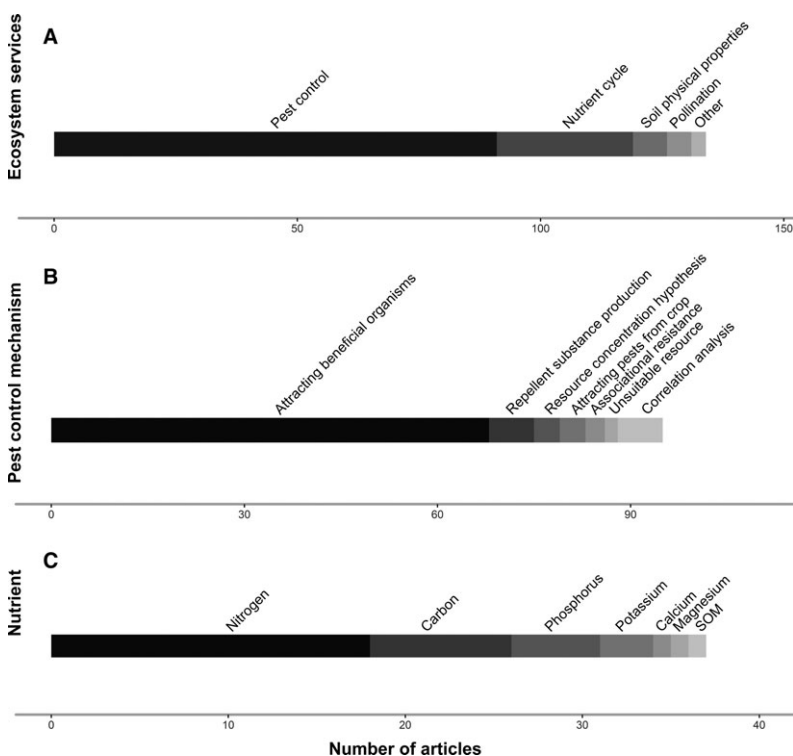 A
Ecosystem services
Pest control
Nutrient cycle
Soil physical properties
Pollination
Other
0 50 100 150
B
Pest control mechanism
Attracting beneficial organisms
Repellent substance production
Resource concentration hypothesis
Attracting pests from crop
Associational resistance
Unsuitable resource
Correlation analysis
0 30 60 90
C
Nutrient
Nitrogen
Carbon
Phosphorus
Potassium
Calcium
Magnesium
SOM
0 10 20 30 40
Number of articles